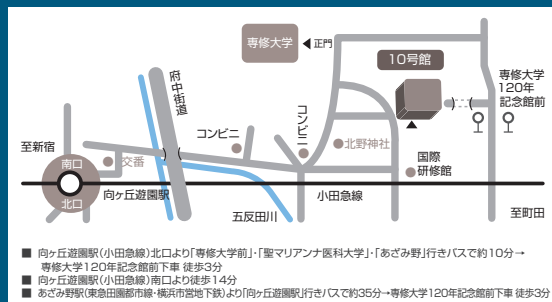 専修大学
正門
10号館
専修大学
120年
記念館前
府中街道
コンビニ
コンビニ
北野神社
至新宿
南口
交番
国際
研修館
北口
向ヶ丘遊園駅
小田急線
五反田川
至町田
■ 向ヶ丘遊園駅(小田急線)北口より「専修大学前」・「聖マリアンナ医科大学」・「あざみ野」行きバスで約10分→
専修大学120年記念館前下車 徒歩3分
■ 向ヶ丘遊園駅(小田急線)南口より徒歩14分
■ あざみ野駅(東急田園都市線・横浜市営地下鉄)より「向ヶ丘遊園駅」行きバスで約35分→専修大学120年記念館前下車 徒歩3分